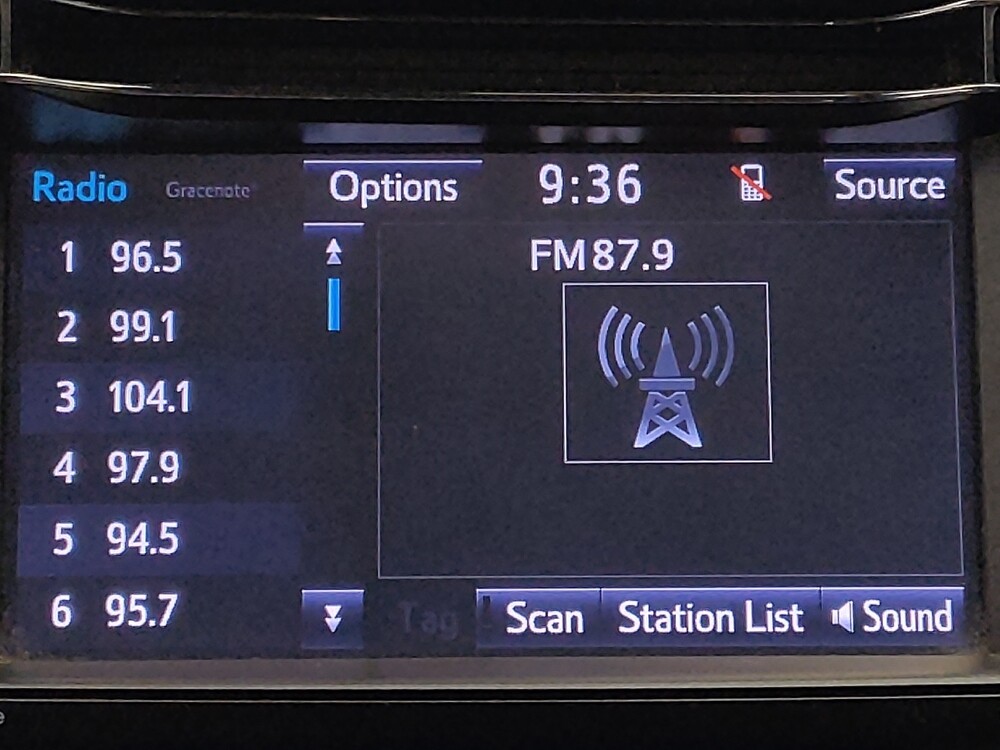 Radio Gracenote Options 9:36 Source
1 96.5
2 99.1
3 104.1
4 97.9
5 94.5
6 95.7
FM 87.9
Tag Scan Station List Sound